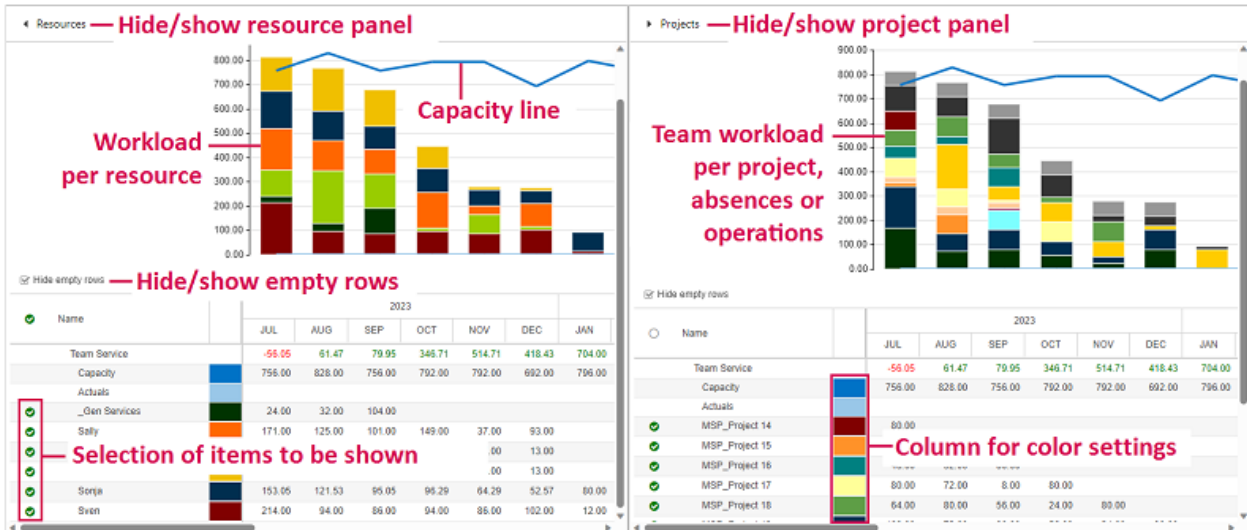 Resources
Hide/show resource panel
800.00
700.00
600.00
500.00
400.00
300.00
200.00
100.00
0.00
Capacity line
Workload
per resource
Hide empty rows
Hide/show empty rows
Name
2023
JUL AUG SEP OCT NOV DEC JAN
Team Service -56.05 61.47 79.95 346.71 514.71 418.43 704.00
Capacity 756.00 828.00 756.00 792.00 792.00 692.00 796.00
Actuals
_Gen Services 24.00 32.00 104.00
Sally 171.00 125.00 101.00 149.00 37.00 93.00
.00 13.00
Selection of items to be shown
.00 13.00
Sonja 153.05 121.53 95.05 96.29 64.29 52.57 80.00
Sven 214.00 94.00 86.00 94.00 86.00 102.00 12.00
Projects
Hide/show project panel
900.00
800.00
700.00
600.00
500.00
400.00
300.00
200.00
100.00
0.00
Team workload
per project,
absences or
operations
Hide empty rows
Name
2023
JUL AUG SEP OCT NOV DEC JAN
Team Service -56.05 61.47 79.95 346.71 514.71 418.43 704.00
Capacity 756.00 828.00 756.00 792.00 792.00 692.00 796.00
Actuals
MSP_Project 14 80.00
MSP_Project 15
Column for color settings
MSP_Project 16
MSP_Project 17 80.00 72.00 8.00 80.00
MSP_Project 18 64.00 80.00 56.00 24.00 80.00